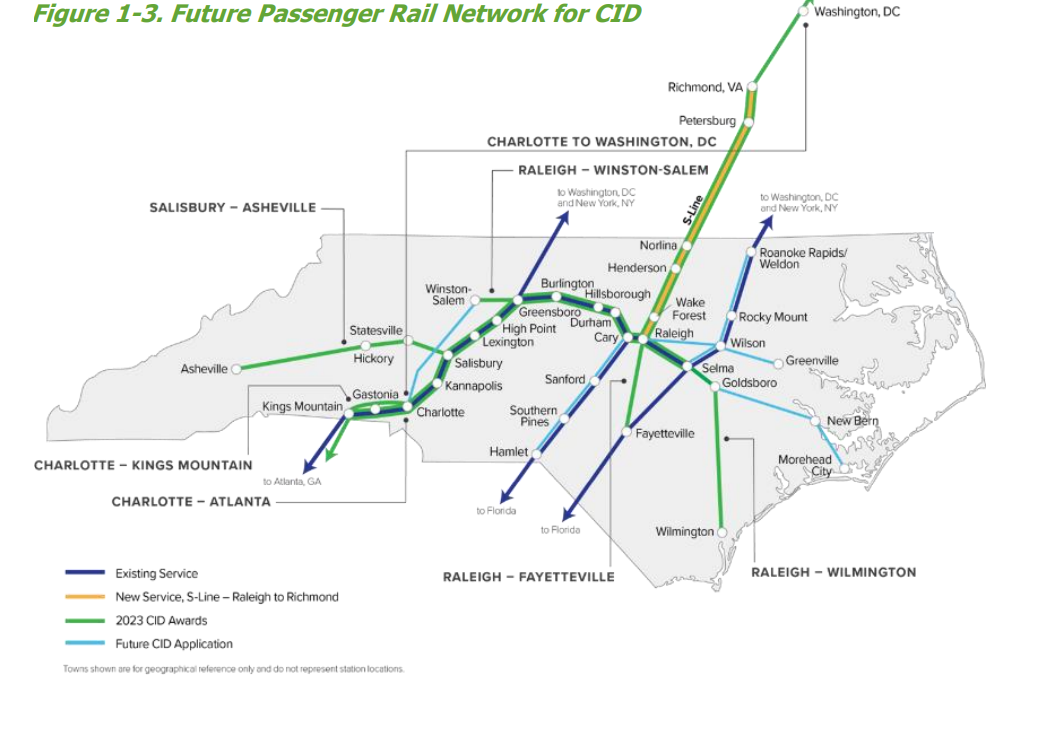 Figure 1-3. Future Passenger Rail Network for CID
Washington, DC
Richmond, VA
Petersburg
CHARLOTTE TO WASHINGTON, DC
RALEIGH – WINSTON-SALEM
to Washington, DC
and New York, NY
to Washington, DC
and New York, NY
SALISBURY – ASHEVILLE
S-Line
Norlina
Roanoke Rapids/
Weldon
Henderson
Winston-
Salem
Burlington
Hillsborough
Greensboro
Wake
Forest
Rocky Mount
Durham
High Point
Statesville
Lexington
Cary
Raleigh
Wilson
Hickory
Salisbury
Greenville
Asheville
Selma
Sanford
Goldsboro
Kannapolis
Gastonia
Kings Mountain
Charlotte
Southern
Pines
New Bern
Fayetteville
Hamlet
Morehead
City
CHARLOTTE – KINGS MOUNTAIN
to Atlanta, GA
CHARLOTTE – ATLANTA
to Florida
to Florida
Wilmington
RALEIGH – FAYETTEVILLE
RALEIGH – WILMINGTON
Existing Service
New Service, S-Line – Raleigh to Richmond
2023 CID Awards
Future CID Application
Towns shown are for geographical reference only and do not represent station locations.